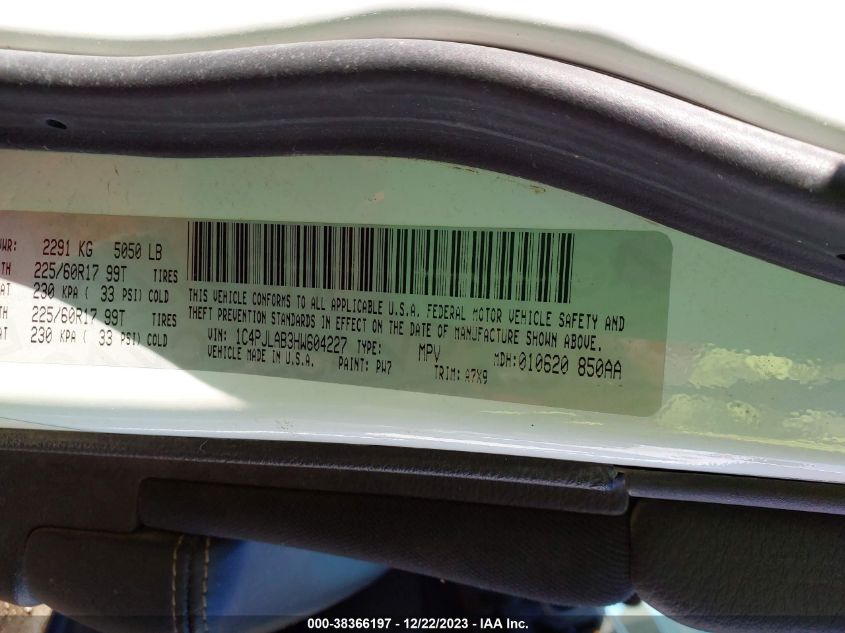 WR: 2291 KG 5050 LB
TH 225/60R17 99T TIRES
AT 230 KPA ( 33 PSI) COLD
TH 225/60R17 99T TIRES
AT 230 KPA ( 33 PSI) COLD
THIS VEHICLE CONFORMS TO ALL APPLICABLE U.S.A. FEDERAL MOTOR VEHICLE SAFETY AND
THEFT PREVENTION STANDARDS IN EFFECT ON THE DATE OF MANUFACTURE SHOWN ABOVE.
VIN: 1C4PJLAB3HW604227 TYPE: MPV MDH: 010620 850AA
VEHICLE MADE IN U.S.A. PAINT: PW7 TRIM: A7X9
000-38366197 - 12/22/2023 - IAA Inc.